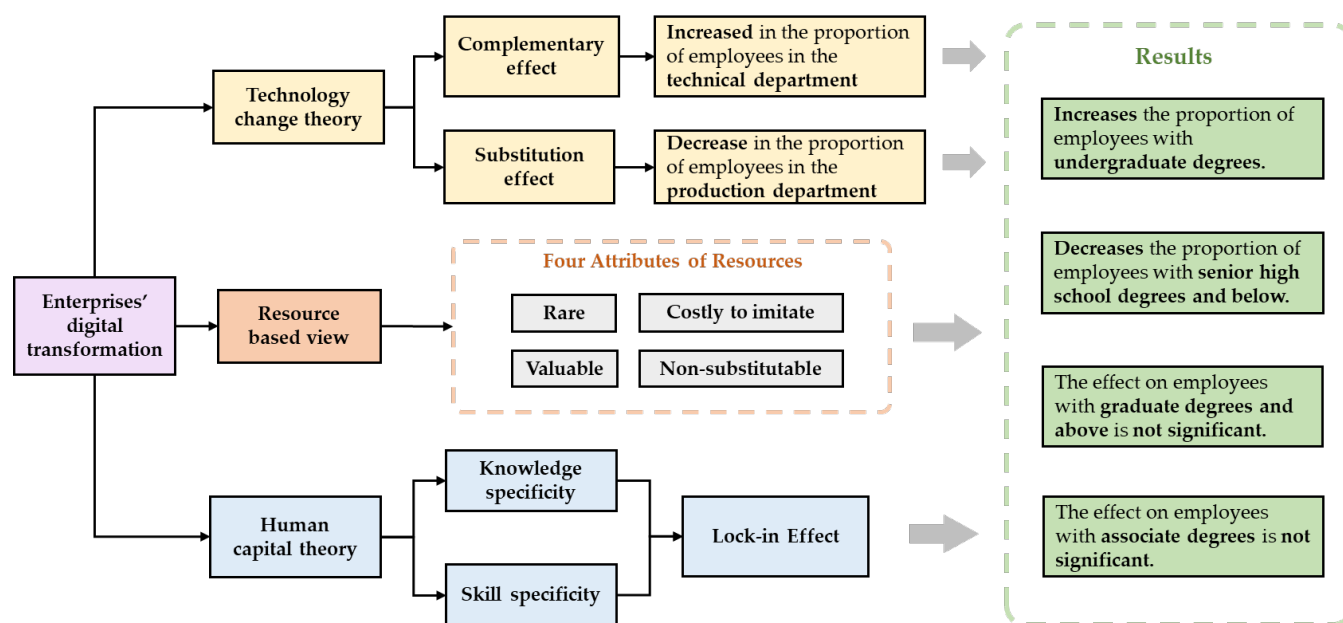 Enterprises'
digital
transformation
Technology
change theory
Complementary
effect
Increased in the proportion
of employees in the
technical department
Substitution
effect
Decrease in the proportion
of employees in the
production department
Resource
based view
Four Attributes of Resources
Rare
Costly to imitate
Valuable
Non-substitutable
Human
capital theory
Knowledge
specificity
Skill specificity
Lock-in Effect
Results
Increases the proportion of
employees with
undergraduate degrees.
Decreases the proportion of
employees with senior high
school degrees and below.
The effect on employees
with graduate degrees and
above is not significant.
The effect on employees
with associate degrees is not
significant.